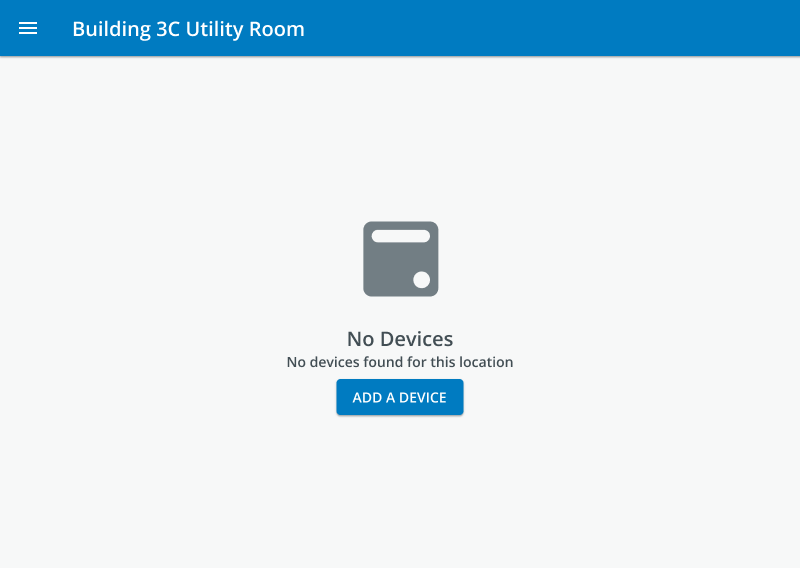 Building 3C Utility Room
No Devices
No devices found for this location
ADD A DEVICE